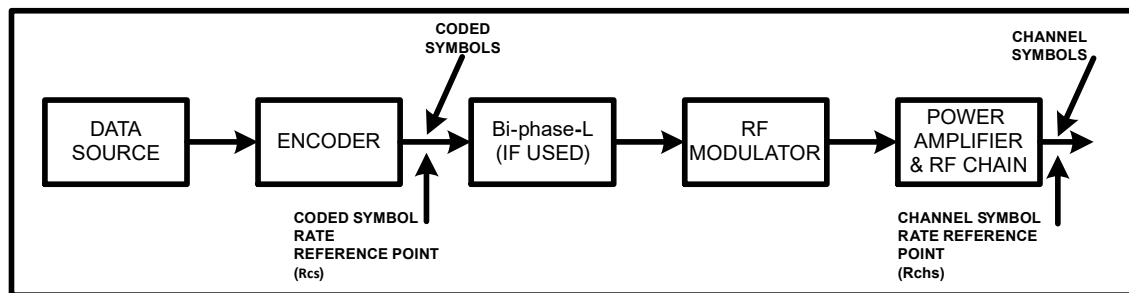 CODED
SYMBOLS
CHANNEL
SYMBOLS
DATA
SOURCE
ENCODER
Bi-phase-L
(IF USED)
RF
MODULATOR
POWER
AMPLIFIER
& RF CHAIN
CODED SYMBOL
RATE
REFERENCE POINT
(Rcs)
CHANNEL SYMBOL
RATE REFERENCE
POINT
(Rchs)